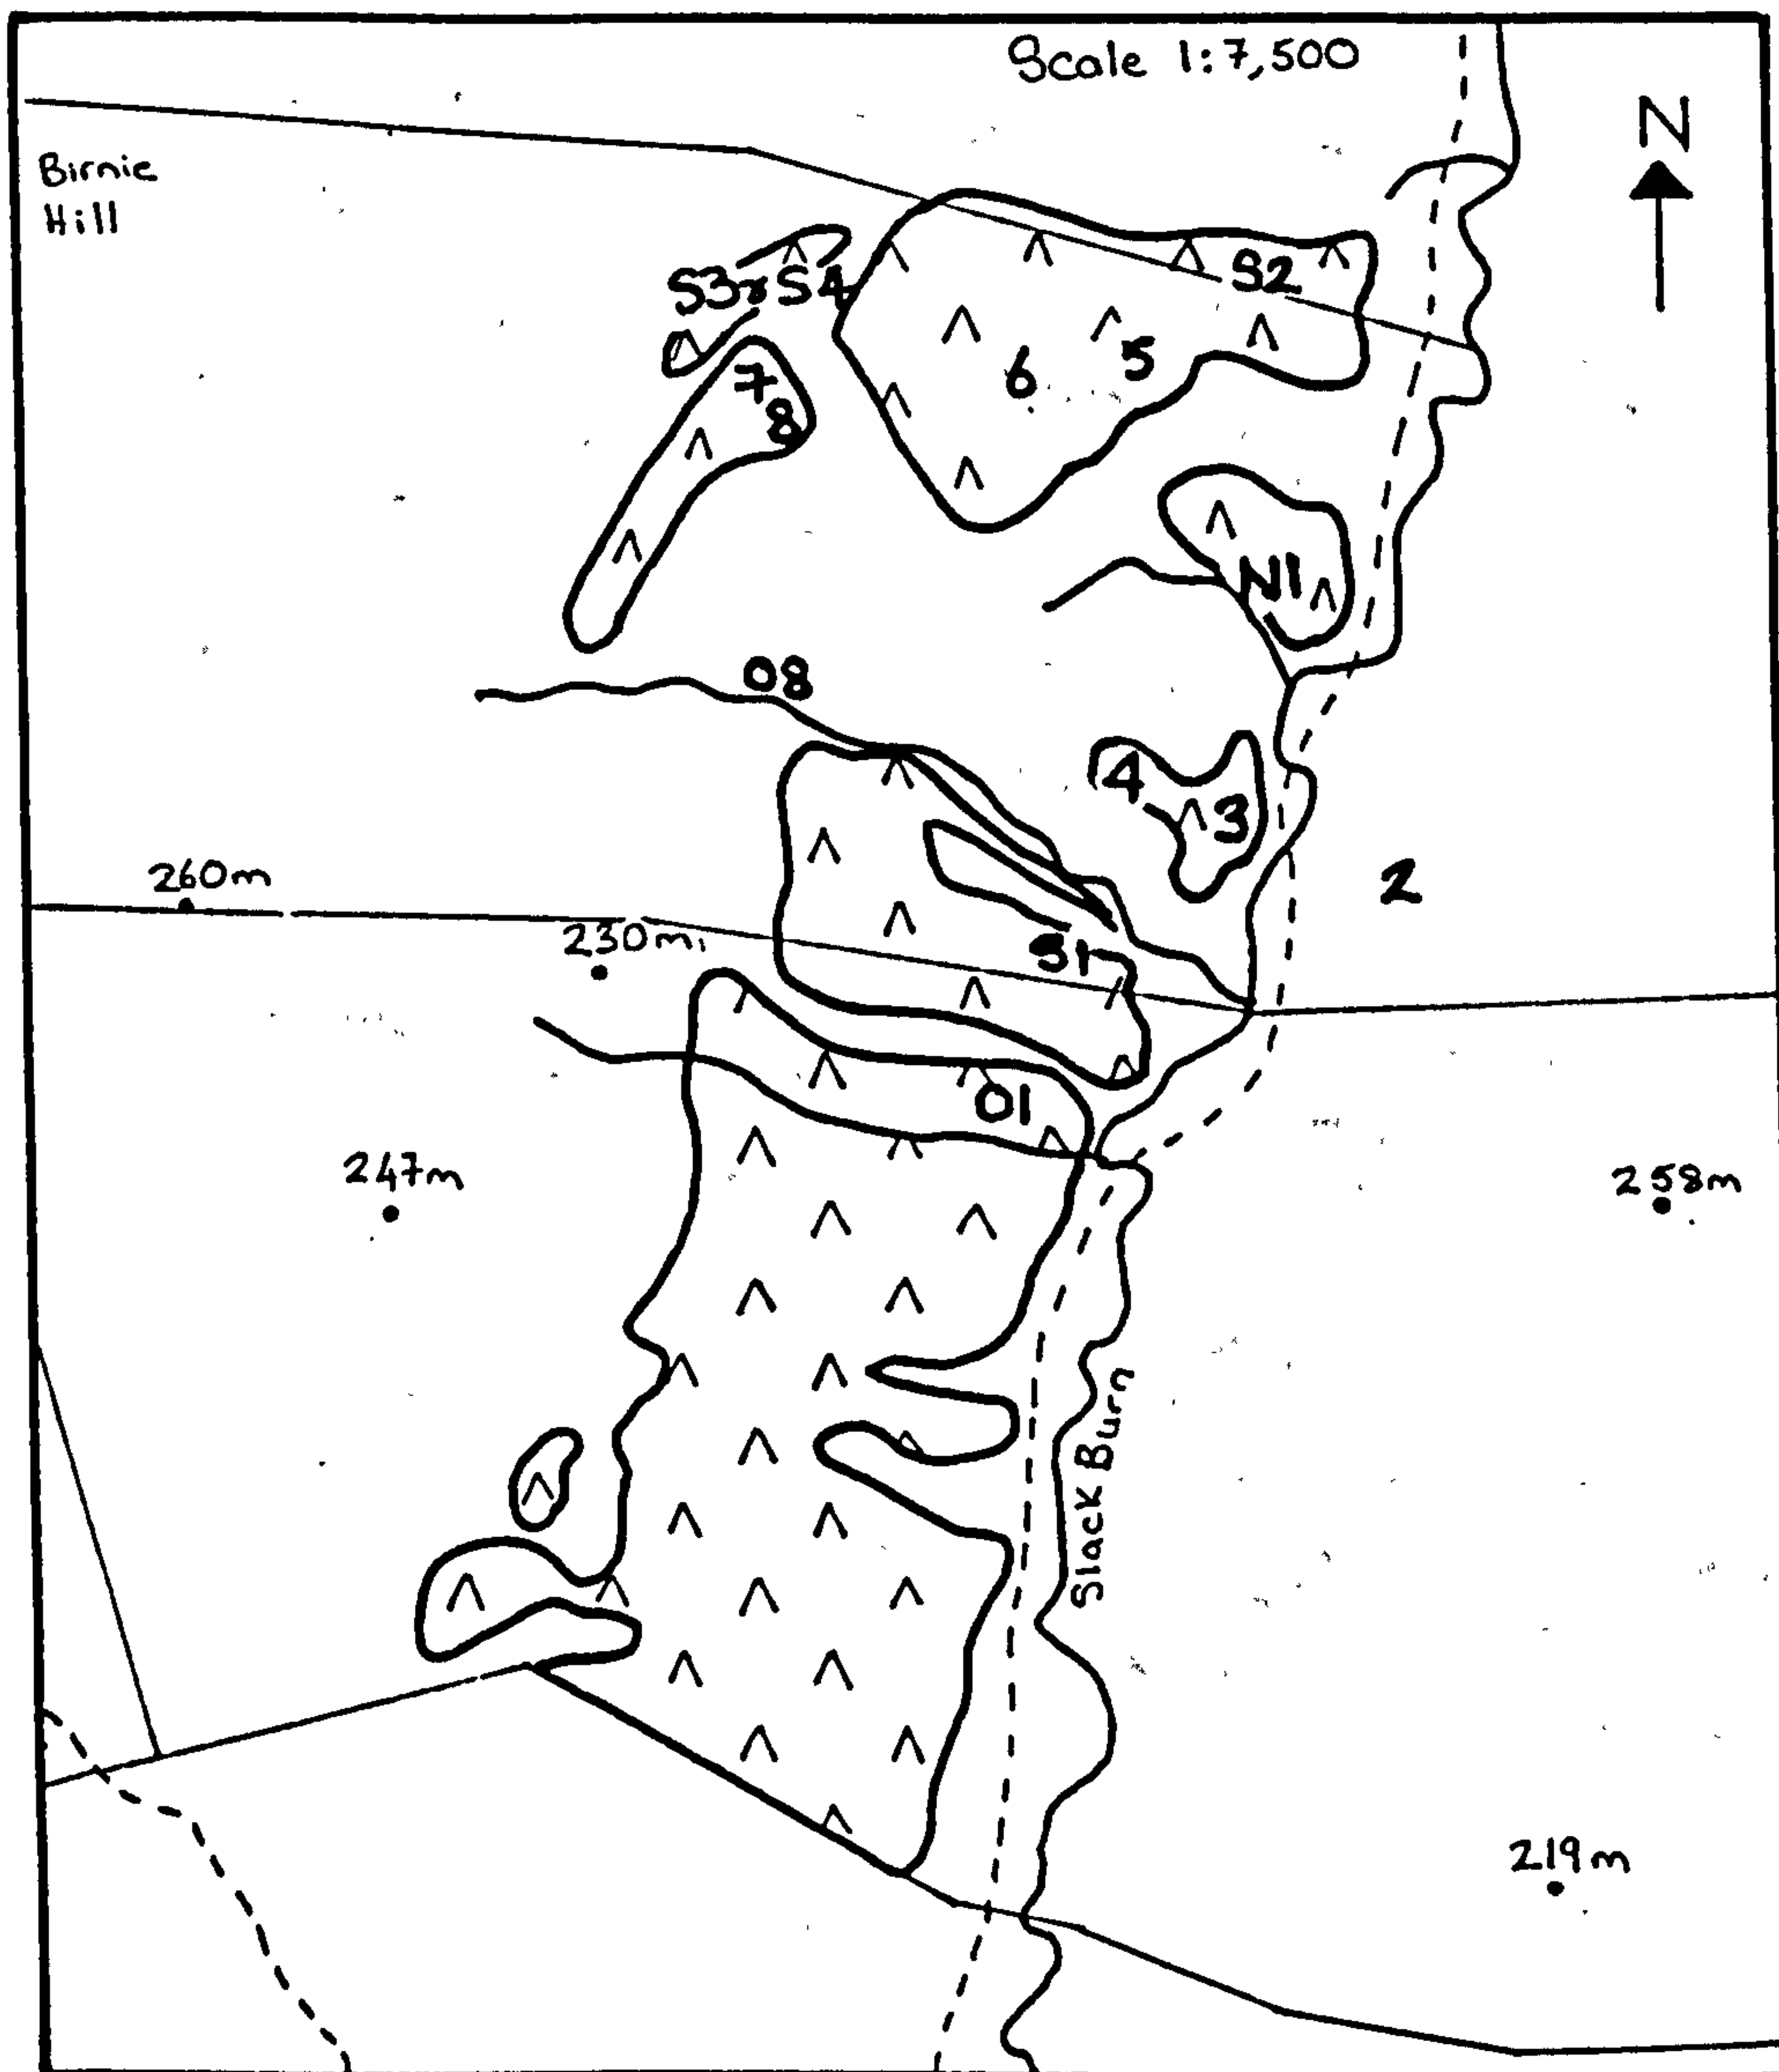 Scale 1:7,500
N
Birnie
Hill
S3
S4
S2
5
6
7
8
N1
08
4
3
2
260m
230m
S1
01
247m
258m
Slack Burn
219m